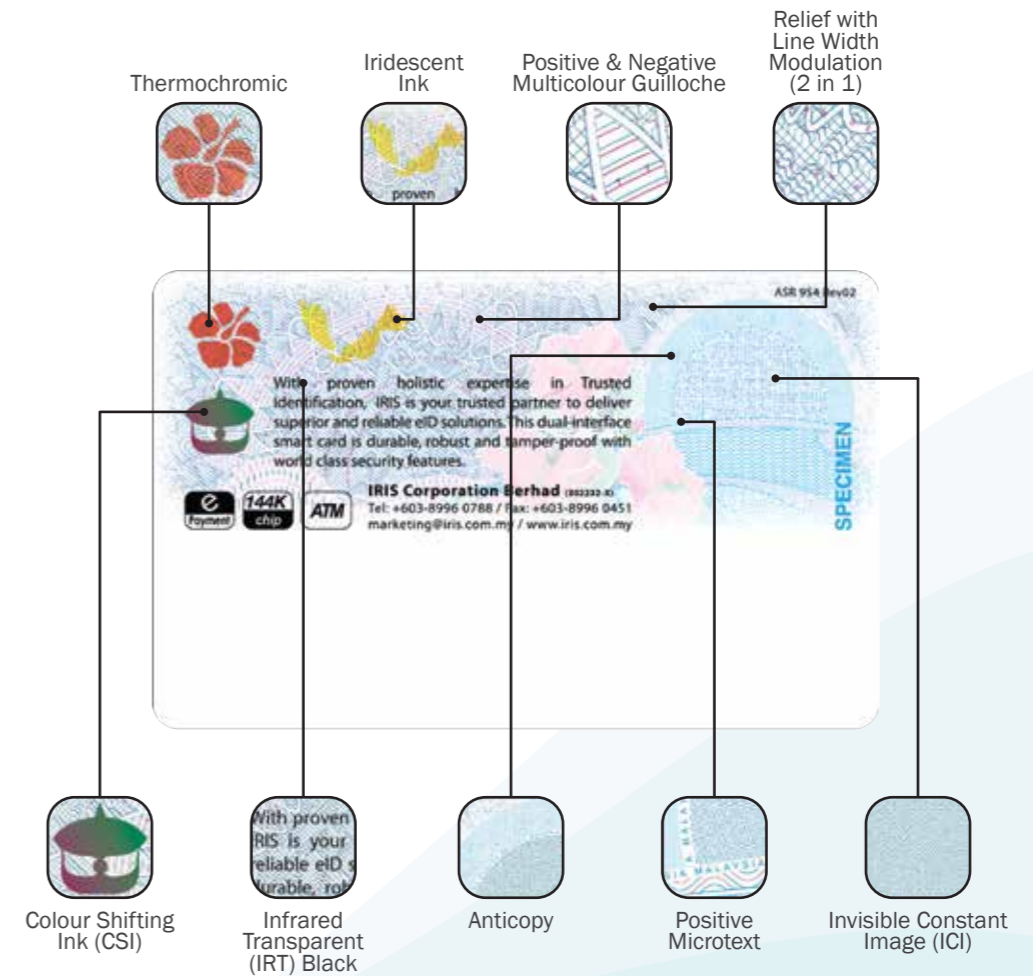 Thermochromic
Iridescent
Ink
Positive & Negative
Multicolour Guilloche
Relief with
Line Width
Modulation
(2 in 1)
proven
ASR 954 Rev02
With proven holistic expertise in Trusted
Identification, IRIS is your trusted partner to deliver
superior and reliable eID solutions. This dual-interface
smart card is durable, robust and tamper-proof with
world class security features.
SPECIMEN
e
Payment
144K
chip
ATM
IRIS Corporation Berhad
Tel: +603-8996 0788 / Fax: +603-8996 0451
marketing@iris.com.my / www.iris.com.my
With proven
RIS is your
eliable eID s
durable, rob
MALAYSIA
Colour Shifting
Ink (CSI)
Infrared
Transparent
(IRT) Black
Anticopy
Positive
Microtext
Invisible Constant
Image (ICI)